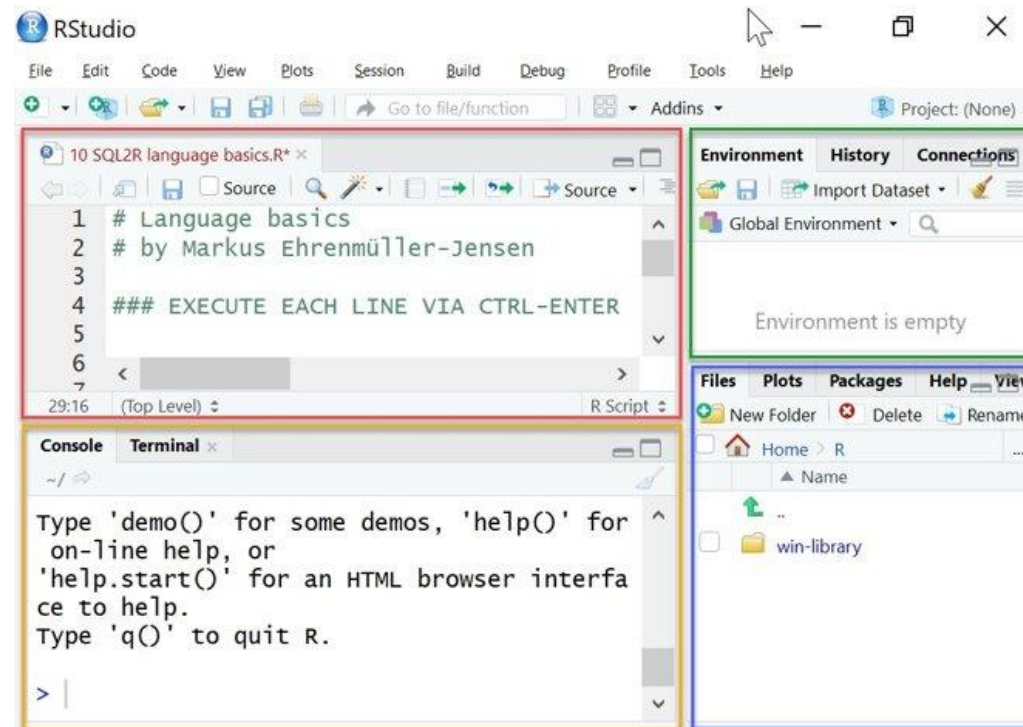 RStudio
File Edit Code View Plots Session Build Debug Profile Tools Help
Go to file/function Addins Project: (None)
10 SQL2R language basics.R*
Source Source
1 # Language basics
2 # by Markus Ehrenmüller-Jensen
3
4 ### EXECUTE EACH LINE VIA CTRL-ENTER
5
6
7
29:16 (Top Level) R Script
Console Terminal
~/
Type 'demo()' for some demos, 'help()' for
on-line help, or
'help.start()' for an HTML browser interfa
ce to help.
Type 'q()' to quit R.
>
Environment History Connections
Import Dataset
Global Environment
Environment is empty
Files Plots Packages Help View
New Folder Delete Rename
Home R ...
Name
..
win-library